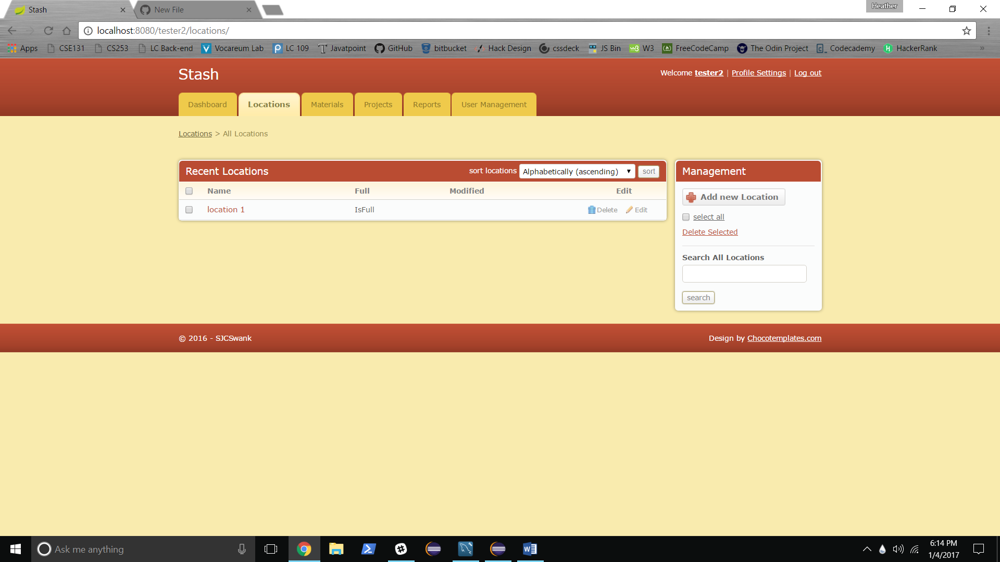 Stash
New File
Heather
localhost:8080/tester2/locations/
Apps CSE131 CS253 LC Back-end Vocareum Lab LC 109 Javatpoint GitHub bitbucket Hack Design cssdeck JS Bin W3 FreeCodeCamp The Odin Project Codecademy HackerRank »
Stash
Welcome tester2 | Profile Settings | Log out
Dashboard Locations Materials Projects Reports User Management
Locations > All Locations
Recent Locations sort locations Alphabetically (ascending) sort
Name Full Modified Edit
location 1 IsFull Delete Edit
Management
Add new Location
select all
Delete Selected
Search All Locations
search
© 2016 - SJCSwank
Design by Chocotemplates.com
Ask me anything
6:14 PM
1/4/2017